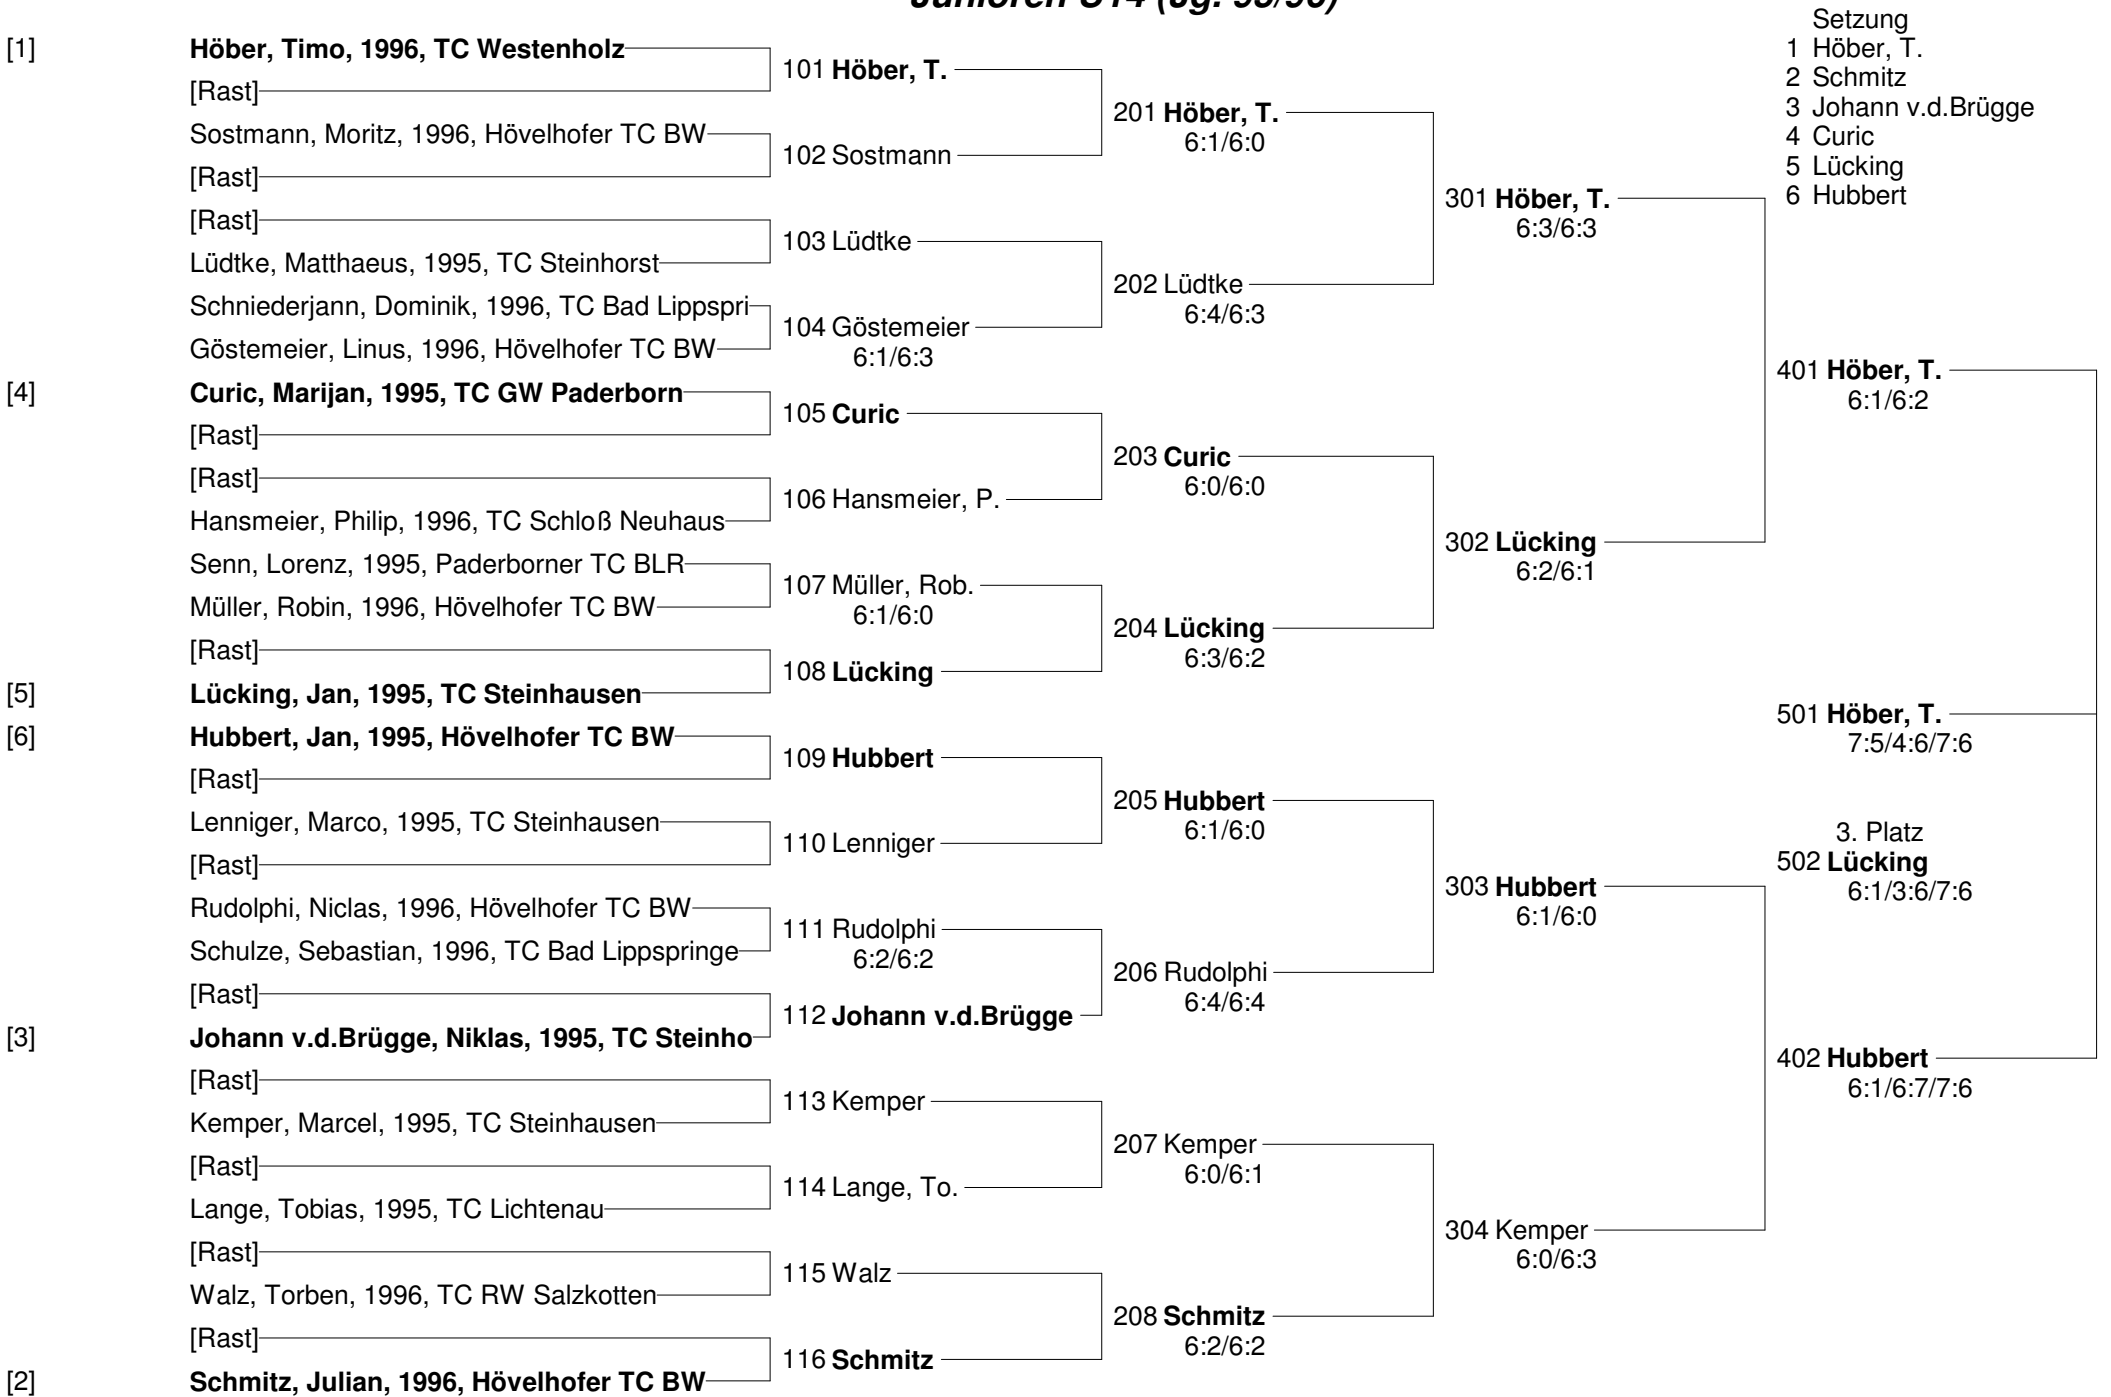 Junioren U14 (Jg. 95/96)
Setzung
1 Höber, T.
2 Schmitz
3 Johann v.d.Brügge
4 Curic
5 Lücking
6 Hubbert
[1] Höber, Timo, 1996, TC Westenholz
[Rast]
Sostmann, Moritz, 1996, Hövelhofer TC BW
[Rast]
[Rast]
Lüdtke, Matthaeus, 1995, TC Steinhorst
Schniederjann, Dominik, 1996, TC Bad Lippspri
Göstemeier, Linus, 1996, Hövelhofer TC BW
[4] Curic, Marijan, 1995, TC GW Paderborn
[Rast]
[Rast]
Hansmeier, Philip, 1996, TC Schloß Neuhaus
Senn, Lorenz, 1995, Paderborner TC BLR
Müller, Robin, 1996, Hövelhofer TC BW
[Rast]
[5] Lücking, Jan, 1995, TC Steinhausen
[6] Hubbert, Jan, 1995, Hövelhofer TC BW
[Rast]
Lenniger, Marco, 1995, TC Steinhausen
[Rast]
Rudolphi, Niclas, 1996, Hövelhofer TC BW
Schulze, Sebastian, 1996, TC Bad Lippspringe
[Rast]
[3] Johann v.d.Brügge, Niklas, 1995, TC Steinho
[Rast]
Kemper, Marcel, 1995, TC Steinhausen
[Rast]
Lange, Tobias, 1995, TC Lichtenau
[Rast]
Walz, Torben, 1996, TC RW Salzkotten
[Rast]
[2] Schmitz, Julian, 1996, Hövelhofer TC BW
101 Höber, T.
102 Sostmann
103 Lüdtke
104 Göstemeier
6:1/6:3
105 Curic
106 Hansmeier, P.
107 Müller, Rob.
6:1/6:0
108 Lücking
109 Hubbert
110 Lenniger
111 Rudolphi
6:2/6:2
112 Johann v.d.Brügge
113 Kemper
114 Lange, To.
115 Walz
116 Schmitz
201 Höber, T.
6:1/6:0
202 Lüdtke
6:4/6:3
203 Curic
6:0/6:0
204 Lücking
6:3/6:2
205 Hubbert
6:1/6:0
206 Rudolphi
6:4/6:4
207 Kemper
6:0/6:1
208 Schmitz
6:2/6:2
301 Höber, T.
6:3/6:3
302 Lücking
6:2/6:1
303 Hubbert
6:1/6:0
304 Kemper
6:0/6:3
401 Höber, T.
6:1/6:2
501 Höber, T.
7:5/4:6/7:6
3. Platz
502 Lücking
6:1/3:6/7:6
402 Hubbert
6:1/6:7/7:6